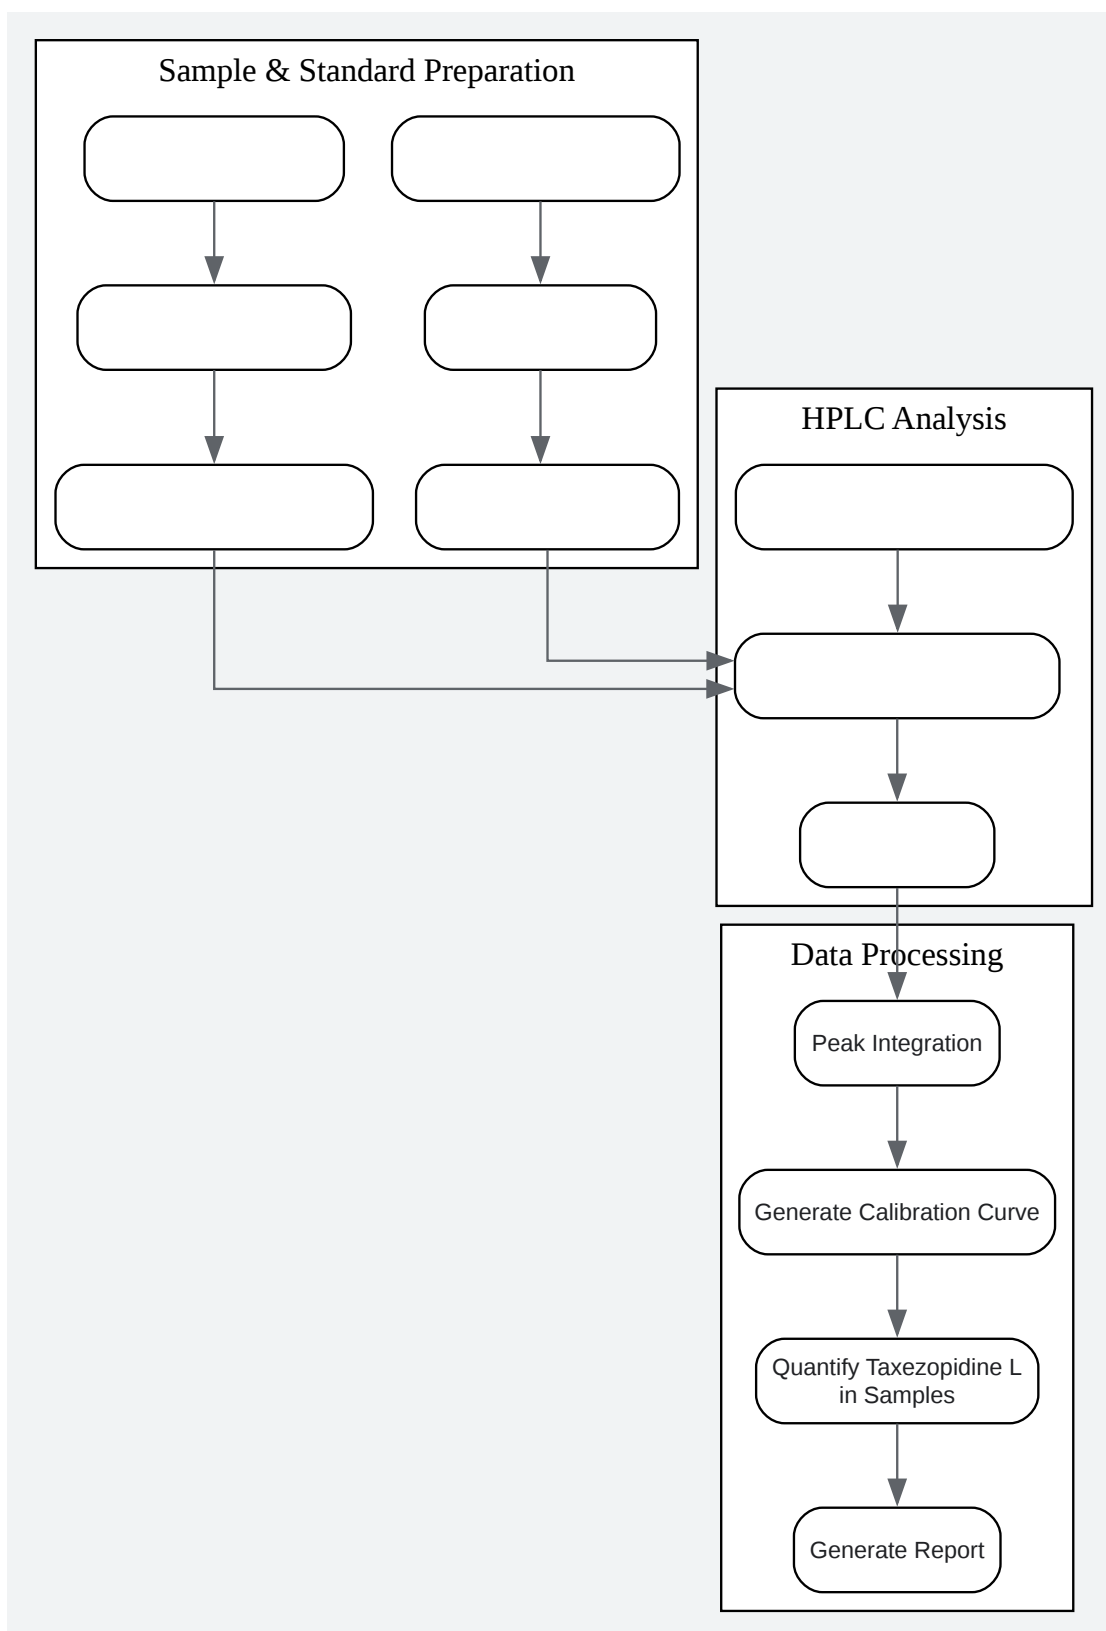 Sample & Standard Preparation
HPLC Analysis
Data Processing
Peak Integration
Generate Calibration Curve
Quantify Taxezopidine L
in Samples
Generate Report